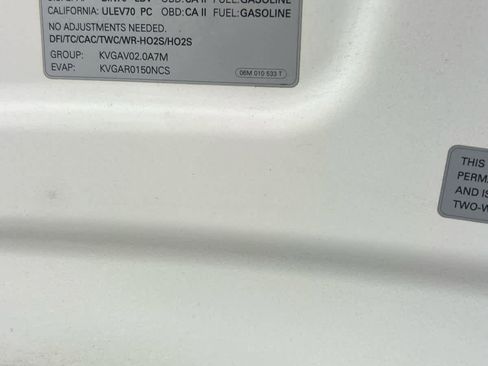 CALIFORNIA: ULEV70 PC OBD: CA II FUEL: GASOLINE
NO ADJUSTMENTS NEEDED.
DFI/TC/CAC/TWC/WR-HO2S/HO2S
GROUP: KVGAV02.0A7M
EVAP: KVGAR0150NCS
06M 010 533 T
THIS
PERMA
AND IS
TWO-W